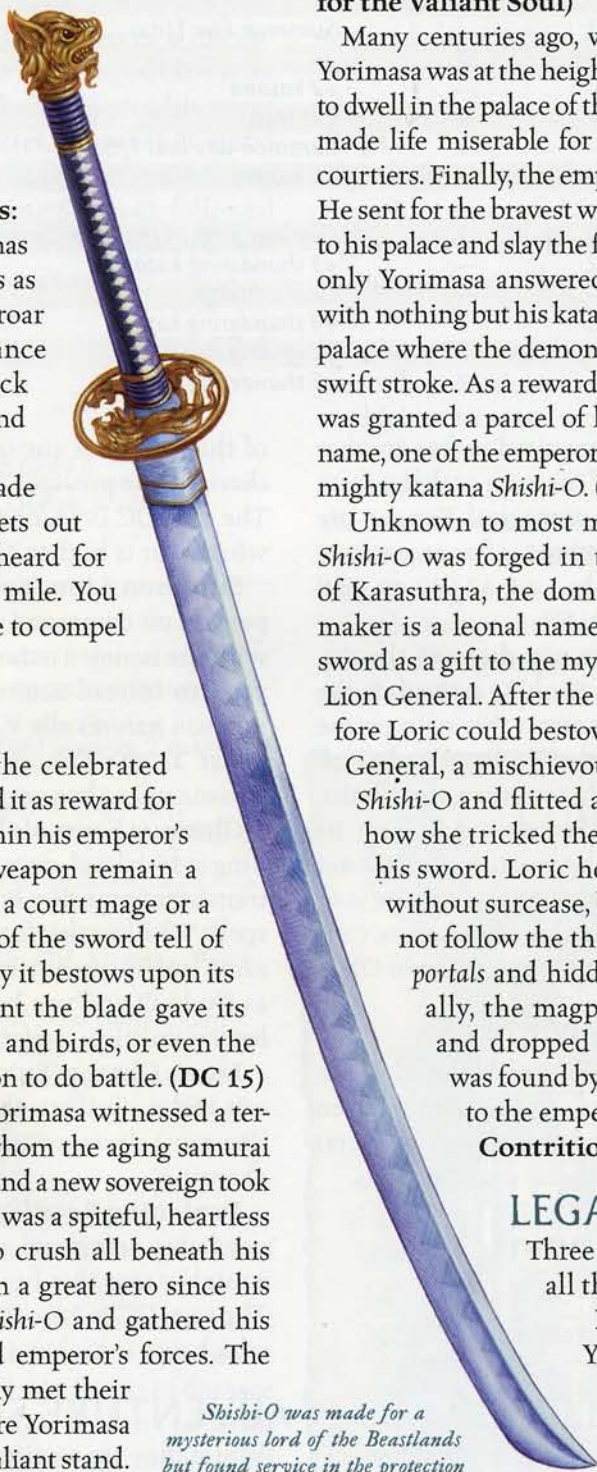 s:
has
s as
roar
ance
ck
nd
ade
ets out
heard for
mile. You
e to compel
he celebrated
d it as reward for
hin his emperor's
weapon remain a
a court mage or a
of the sword tell of
y it bestows upon its
nt the blade gave its
and birds, or even the
on to do battle. (DC 15)
orimasa witnessed a ter-
whom the aging samurai
and a new sovereign took
was a spiteful, heartless
o crush all beneath his
n a great hero since his
ishi-O and gathered his
d emperor's forces. The
y met their
re Yorimasa
aliant stand.
Shishi-O was made for a
mysterious lord of the Beastlands
but found service in the protection
for the Valiant Soul)
Many centuries ago, w
Yorimasa was at the height
to dwell in the palace of th
made life miserable for
courtiers. Finally, the emp
He sent for the bravest w
to his palace and slay the f
only Yorimasa answered
with nothing but his kata
palace where the demon
swift stroke. As a reward
was granted a parcel of l
name, one of the emperor
mighty katana Shishi-O. (
Unknown to most m
Shishi-O was forged in t
of Karasuthra, the dom
maker is a leonal name
sword as a gift to the my
Lion General. After the
fore Loric could bestow
General, a mischievou
Shishi-O and flitted a
how she tricked the
his sword. Loric ho
without surcease,
not follow the th
portals and hidd
ally, the magp
and dropped
was found by
to the empe
Contritio
LEGA
Three
all th
Y